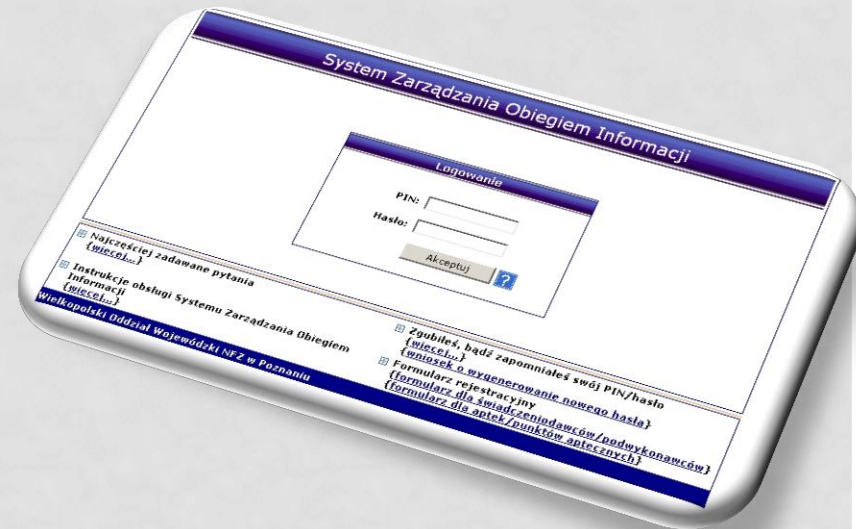 System Zarządzania Obiegiem Informacji
Logowanie
PIN:
Hasło:
Akceptuj
?
Najczęściej zadawane pytania
{więcej...}
Instrukcje obsługi Systemu Zarządzania Obiegiem
Informacji
{więcej...}
Zgubiłeś, bądź zapomniałeś swój PIN/hasło
{więcej...}
{wniosek o wygenerowanie nowego hasła}
Formularz rejestracyjny
{formularz dla świadczeniodawców/podwykonawców}
{formularz dla aptek/punktów aptecznych}
Wielkopolski Oddział Wojewódzki NFZ w Poznaniu